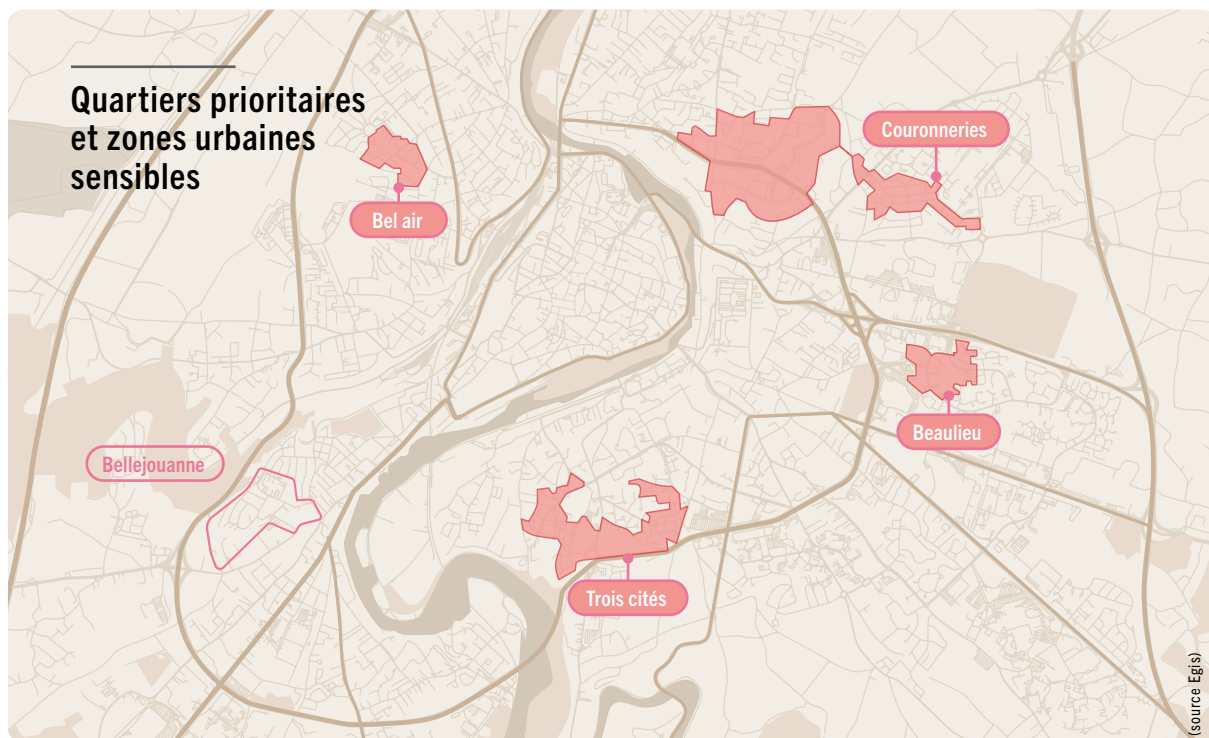 Quartiers prioritaires
et zones urbaines
sensibles
Couronneries
Bel air
Beaulieu
Bellejouanne
Trois cités
(source Egis)